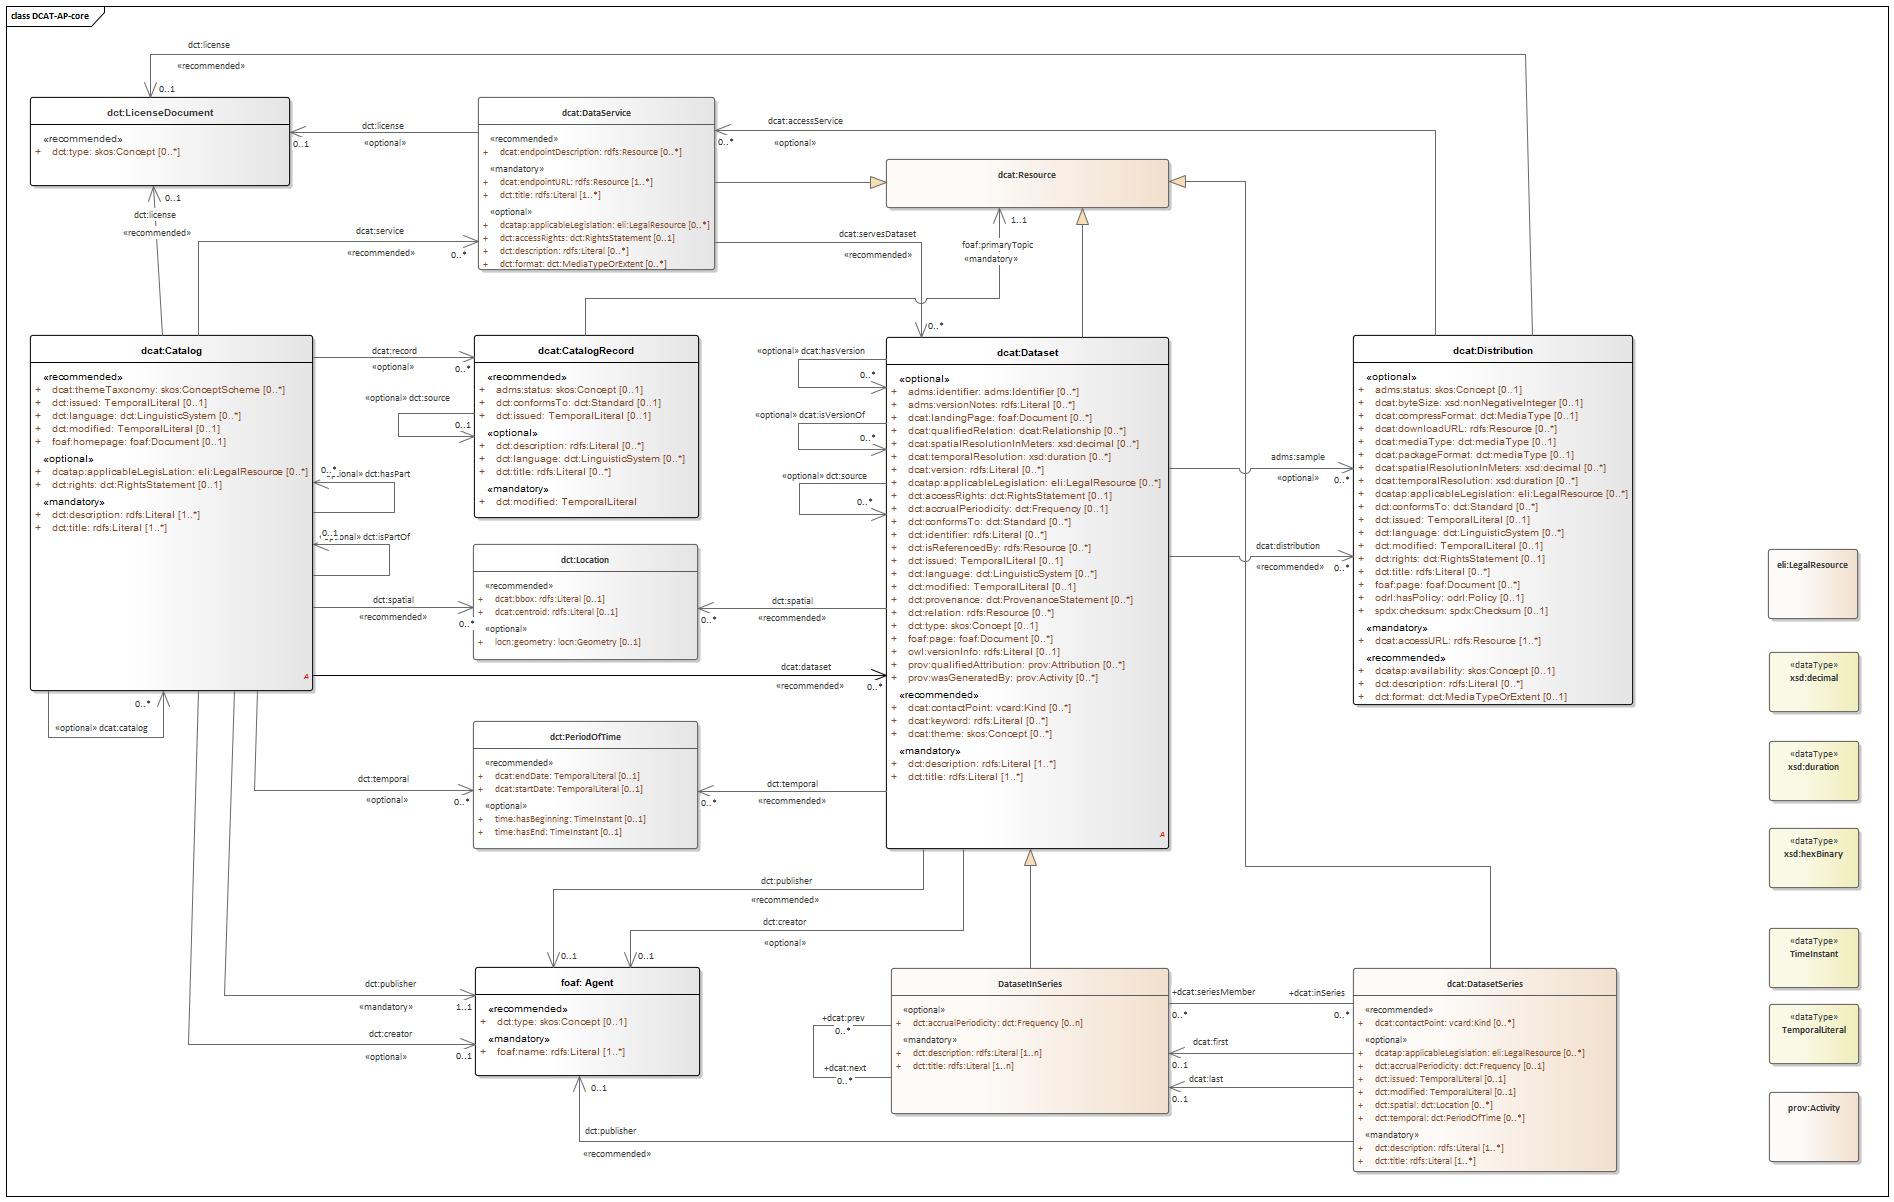 class DCAT-AP-core
dct:license
«recommended»
0..1
dct:LicenseDocument
«recommended»
+ dct:type: skos:Concept [0..*]
dct:license
0..1
«optional»
dcat:DataService
«recommended»
+ dcat:endpointDescription: rdfs:Resource [0..*]
«mandatory»
+ dcat:endpointURL: rdfs:Resource [1..*]
+ dct:title: rdfs:Literal [1..*]
«optional»
+ dcatap:applicableLegislation: eli:LegalResource [0..*]
+ dct:accessRights: dct:RightsStatement [0..1]
+ dct:description: rdfs:Literal [0..*]
+ dct:format: dct:MediaTypeOrExtent [0..*]
dcat:accessService
0..*
«optional»
dcat:Resource
0..1
dct:license
«recommended»
dcat:service
«recommended»
0..*
dcat:servesDataset
«recommended»
0..*
1..1
foaf:primaryTopic
«mandatory»
dcat:Catalog
«recommended»
+ dcat:themeTaxonomy: skos:ConceptScheme [0..*]
+ dct:issued: TemporalLiteral [0..1]
+ dct:language: dct:LinguisticSystem [0..*]
+ dct:modified: TemporalLiteral [0..1]
+ foaf:homepage: foaf:Document [0..1]
«optional»
+ dcatap:applicableLegisLation: eli:LegalResource [0..*]
+ dct:rights: dct:RightsStatement [0..1]
«mandatory»
+ dct:description: rdfs:Literal [1..*]
+ dct:title: rdfs:Literal [1..*]
A
dcat:record
«optional»
0..*
«optional» dct:source
0..1
0..*
ional» dct:hasPart
0..1
onal» dct:isPartOf
dct:spatial
«recommended»
0..*
dcat:CatalogRecord
«recommended»
+ adms:status: skos:Concept [0..1]
+ dct:conformsTo: dct:Standard [0..1]
+ dct:issued: TemporalLiteral [0..1]
«optional»
+ dct:description: rdfs:Literal [0..*]
+ dct:language: dct:LinguisticSystem [0..*]
+ dct:title: rdfs:Literal [0..*]
«mandatory»
+ dct:modified: TemporalLiteral
dct:Location
«recommended»
+ dcat:bbox: rdfs:Literal [0..1]
+ dcat:centroid: rdfs:Literal [0..1]
«optional»
+ locn:geometry: locn:Geometry [0..1]
«optional» dcat:hasVersion
0..*
«optional» dcat:isVersionOf
0..*
«optional» dct:source
0..*
dct:spatial
0..*
«recommended»
dcat:dataset
«recommended»
0..*
dcat:Dataset
«optional»
+ adms:identifier: adms:Identifier [0..*]
+ adms:versionNotes: rdfs:Literal [0..*]
+ dcat:landingPage: foaf:Document [0..*]
+ dcat:qualifiedRelation: dcat:Relationship [0..*]
+ dcat:spatialResolutionInMeters: xsd:decimal [0..*]
+ dcat:temporalResolution: xsd:duration [0..*]
+ dcat:version: rdfs:Literal [0..*]
+ dcatap:applicableLegislation: eli:LegalResource [0..*]
+ dct:accessRights: dct:RightsStatement [0..1]
+ dct:accrualPeriodicity: dct:Frequency [0..1]
+ dct:conformsTo: dct:Standard [0..*]
+ dct:identifier: rdfs:Literal [0..*]
+ dct:isReferencedBy: rdfs:Resource [0..*]
+ dct:issued: TemporalLiteral [0..1]
+ dct:language: dct:LinguisticSystem [0..*]
+ dct:modified: TemporalLiteral [0..1]
+ dct:provenance: dct:ProvenanceStatement [0..*]
+ dct:relation: rdfs:Resource [0..*]
+ dct:type: skos:Concept [0..1]
+ foaf:page: foaf:Document [0..*]
+ owl:versionInfo: rdfs:Literal [0..1]
+ prov:qualifiedAttribution: prov:Attribution [0..*]
+ prov:wasGeneratedBy: prov:Activity [0..*]
«recommended»
+ dcat:contactPoint: vcard:Kind [0..*]
+ dcat:keyword: rdfs:Literal [0..*]
+ dcat:theme: skos:Concept [0..*]
«mandatory»
+ dct:description: rdfs:Literal [1..*]
+ dct:title: rdfs:Literal [1..*]
A
adms:sample
«optional»
0..*
dcat:distribution
«recommended»
0..*
dcat:Distribution
«optional»
+ adms:status: skos:Concept [0..1]
+ dcat:byteSize: xsd:nonNegativeInteger [0..1]
+ dcat:compressFormat: dct:MediaType [0..1]
+ dcat:downloadURL: rdfs:Resource [0..*]
+ dcat:mediaType: dct:mediaType [0..1]
+ dcat:packageFormat: dct:mediaType [0..1]
+ dcat:spatialResolutionInMeters: xsd:decimal [0..*]
+ dcat:temporalResolution: xsd:duration [0..*]
+ dcatap:applicableLegislation: eli:LegalResource [0..*]
+ dct:conformsTo: dct:Standard [0..*]
+ dct:issued: TemporalLiteral [0..1]
+ dct:language: dct:LinguisticSystem [0..*]
+ dct:modified: TemporalLiteral [0..1]
+ dct:rights: dct:RightsStatement [0..1]
+ dct:title: rdfs:Literal [0..*]
+ foaf:page: foaf:Document [0..*]
+ odrl:hasPolicy: odrl:Policy [0..1]
+ spdx:checksum: spdx:Checksum [0..1]
«mandatory»
+ dcat:accessURL: rdfs:Resource [1..*]
«recommended»
+ dcatap:availability: skos:Concept [0..1]
+ dct:description: rdfs:Literal [0..*]
+ dct:format: dct:MediaTypeOrExtent [0..1]
eli:LegalResource
«dataType»
xsd:decimal
«dataType»
xsd:duration
«dataType»
xsd:hexBinary
«dataType»
TimeInstant
«dataType»
TemporalLiteral
prov:Activity
0..*
«optional» dcat:catalog
dct:temporal
«optional»
0..*
dct:PeriodOfTime
«recommended»
+ dcat:endDate: TemporalLiteral [0..1]
+ dcat:startDate: TemporalLiteral [0..1]
«optional»
+ time:hasBeginning: TimeInstant [0..1]
+ time:hasEnd: TimeInstant [0..1]
dct:temporal
0..*
«recommended»
dct:publisher
«recommended»
0..1
dct:creator
«optional»
0..1
dct:publisher
«mandatory»
1..1
dct:creator
«optional»
0..1
foaf: Agent
«recommended»
+ dct:type: skos:Concept [0..1]
«mandatory»
+ foaf:name: rdfs:Literal [1..*]
0..1
dct:publisher
«recommended»
+dcat:prev
0..*
+dcat:next
0..*
DatasetInSeries
«optional»
+ dct:accrualPeriodicity: dct:Frequency [0..n]
«mandatory»
+ dct:description: rdfs:Literal [1..n]
+ dct:title: rdfs:Literal [1..n]
+dcat:seriesMember
0..*
+dcat:inSeries
0..*
dcat:first
0..1
dcat:last
0..1
dcat:DatasetSeries
«recommended»
+ dcat:contactPoint: vcard:Kind [0..*]
«optional»
+ dcatap:applicableLegislation: eli:LegalResource [0..*]
+ dct:accrualPeriodicity: dct:Frequency [0..1]
+ dct:issued: TemporalLiteral [0..1]
+ dct:modified: TemporalLiteral [0..1]
+ dct:spatial: dct:Location [0..*]
+ dct:temporal: dct:PeriodOfTime [0..*]
«mandatory»
+ dct:description: rdfs:Literal [1..*]
+ dct:title: rdfs:Literal [1..*]